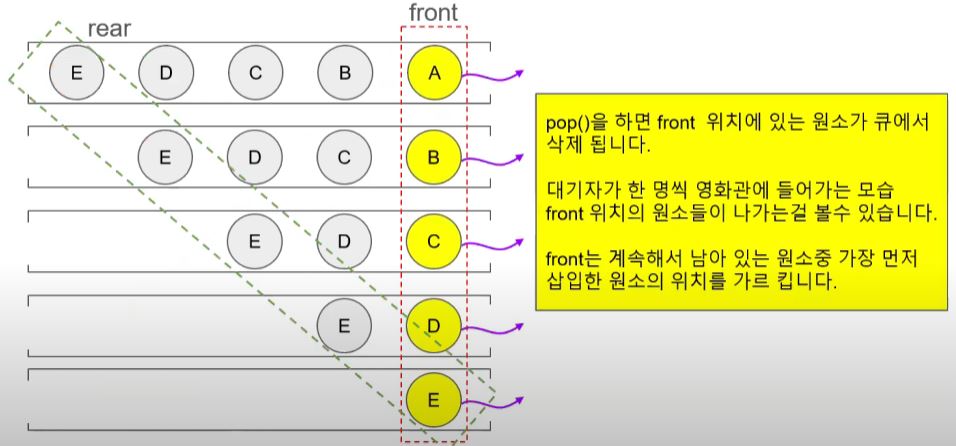 rear
front
E D C B A
E D C B
E D C
E D
E
pop()을 하면 front 위치에 있는 원소가 큐에서
삭제 됩니다.
대기자가 한 명씩 영화관에 들어가는 모습
front 위치의 원소들이 나가는걸 볼수 있습니다.
front는 계속해서 남아 있는 원소중 가장 먼저
삽입한 원소의 위치를 가르 킵니다.